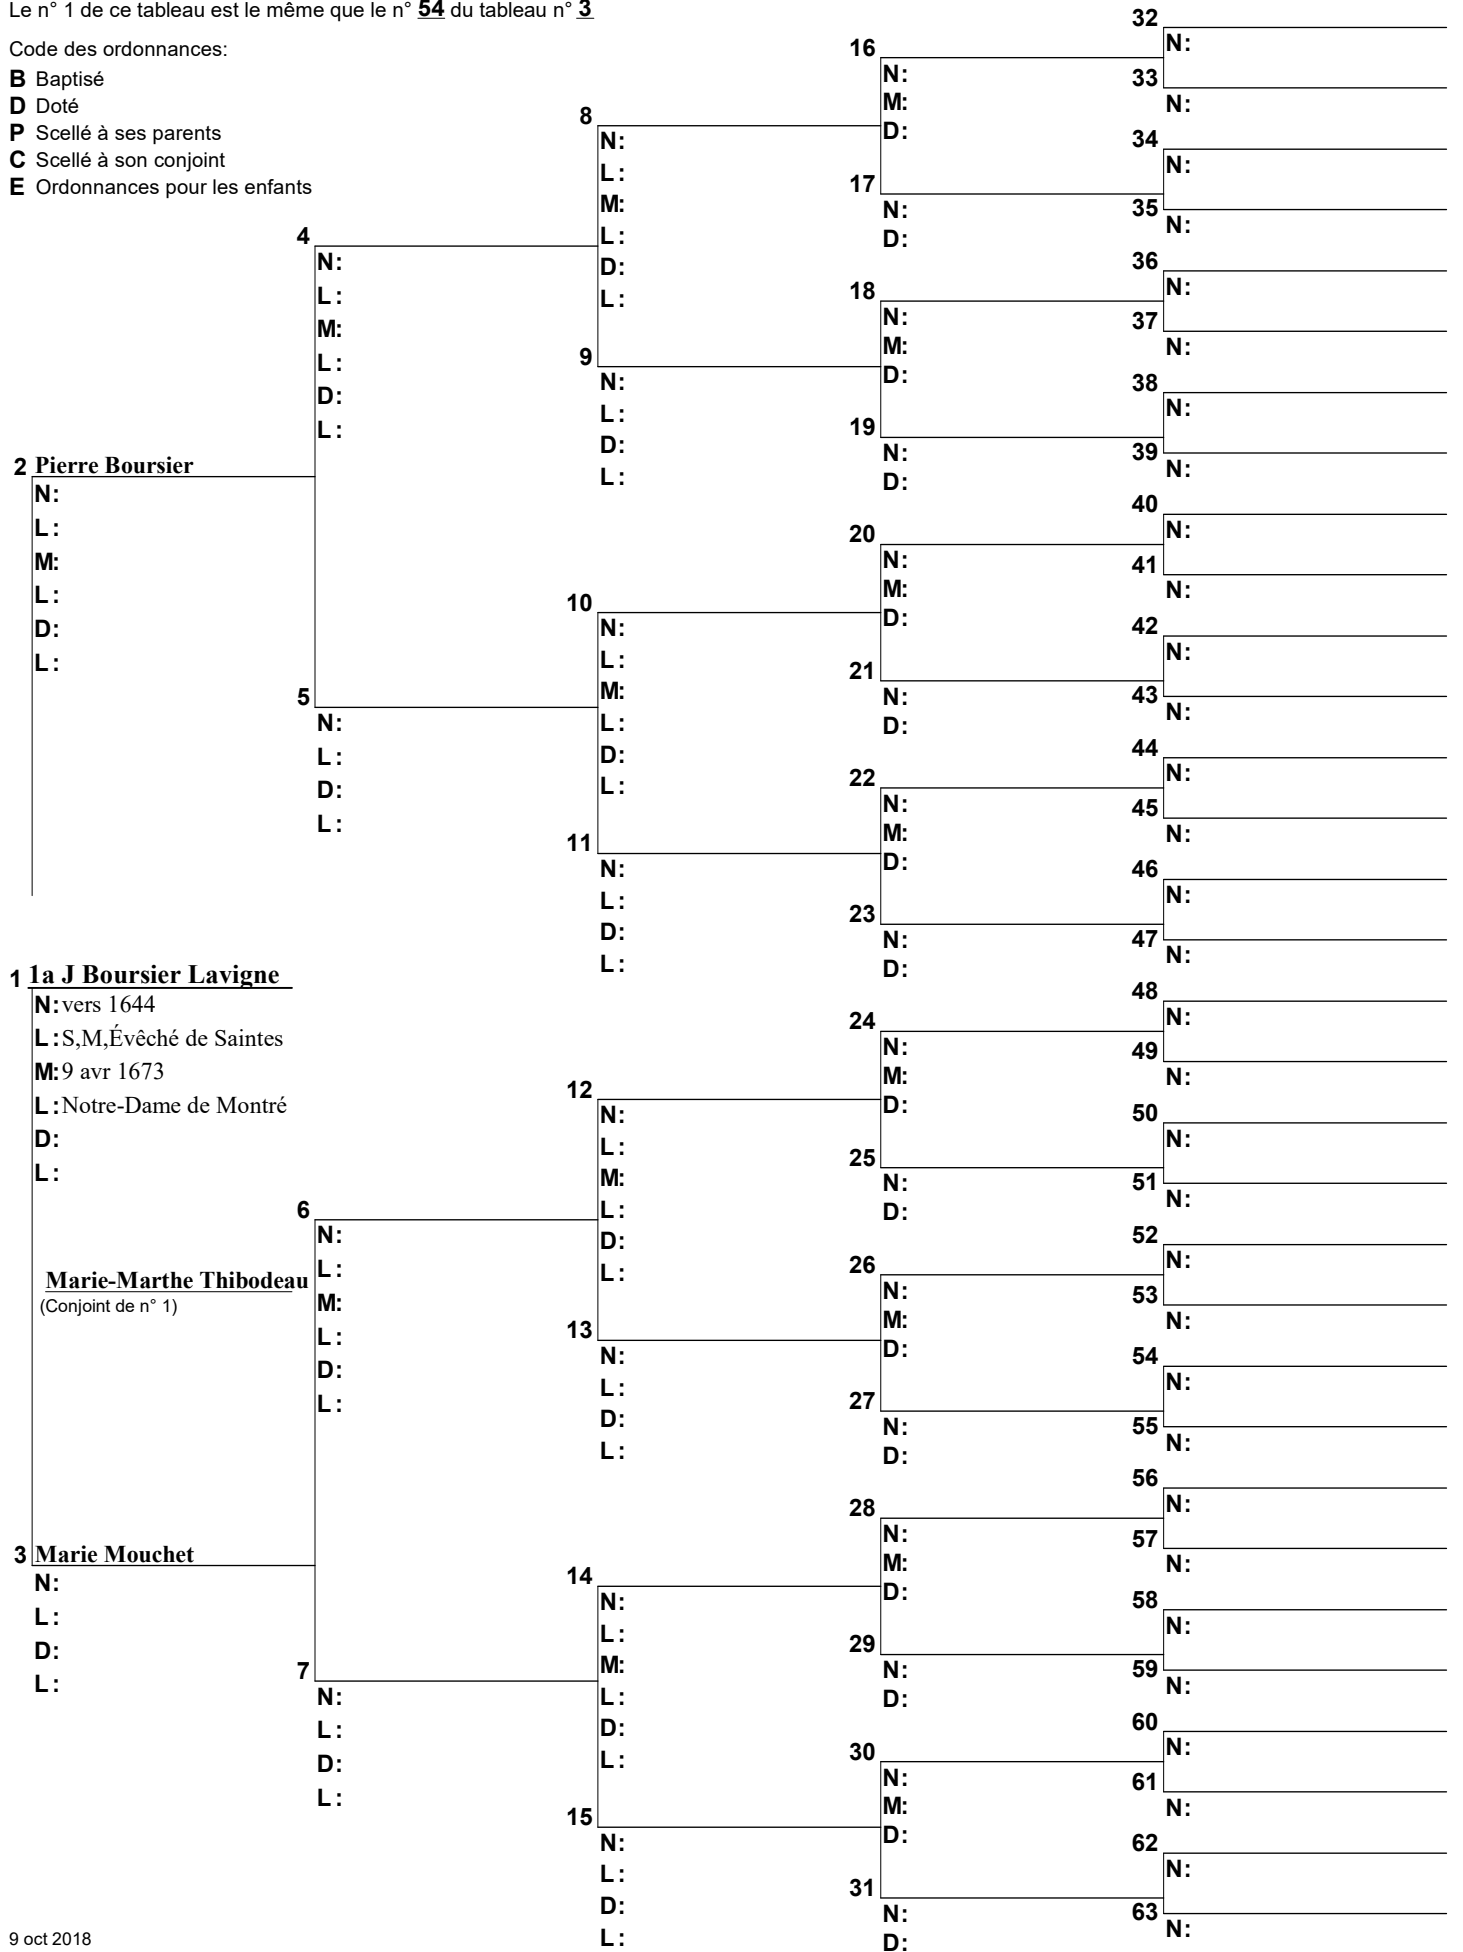 Le n° 1 de ce tableau est le même que le n° 54 du tableau n° 3
Code des ordonnances:
B Baptisé
D Doté
P Scellé à ses parents
C Scellé à son conjoint
E Ordonnances pour les enfants
2 Pierre Boursier
N:
L:
M:
L:
D:
L:
1 1a J Boursier Lavigne
N: vers 1644
L: S,M,Évêché de Saintes
M: 9 avr 1673
L: Notre-Dame de Montré
D:
L:
Marie-Marthe Thibodeau
(Conjoint de n° 1)
3 Marie Mouchet
N:
L:
D:
L:
4
N:
L:
M:
L:
D:
L:
5
N:
L:
D:
L:
6
N:
L:
M:
L:
D:
L:
7
N:
L:
D:
L:
8
N:
L:
M:
L:
D:
L:
9
N:
L:
D:
L:
10
N:
L:
M:
L:
D:
L:
11
N:
L:
D:
L:
12
N:
L:
M:
L:
D:
L:
13
N:
L:
D:
L:
14
N:
L:
M:
L:
D:
L:
15
N:
L:
D:
L:
16
N:
M:
D:
17
N:
D:
18
N:
M:
D:
19
N:
D:
20
N:
M:
D:
21
N:
D:
22
N:
M:
D:
23
N:
D:
24
N:
M:
D:
25
N:
D:
26
N:
M:
D:
27
N:
D:
28
N:
M:
D:
29
N:
D:
30
N:
M:
D:
31
N:
D:
32
N:
33
N:
34
N:
35
N:
36
N:
37
N:
38
N:
39
N:
40
N:
41
N:
42
N:
43
N:
44
N:
45
N:
46
N:
47
N:
48
N:
49
N:
50
N:
51
N:
52
N:
53
N:
54
N:
55
N:
56
N:
57
N:
58
N:
59
N:
60
N:
61
N:
62
N:
63
N:
9 oct 2018